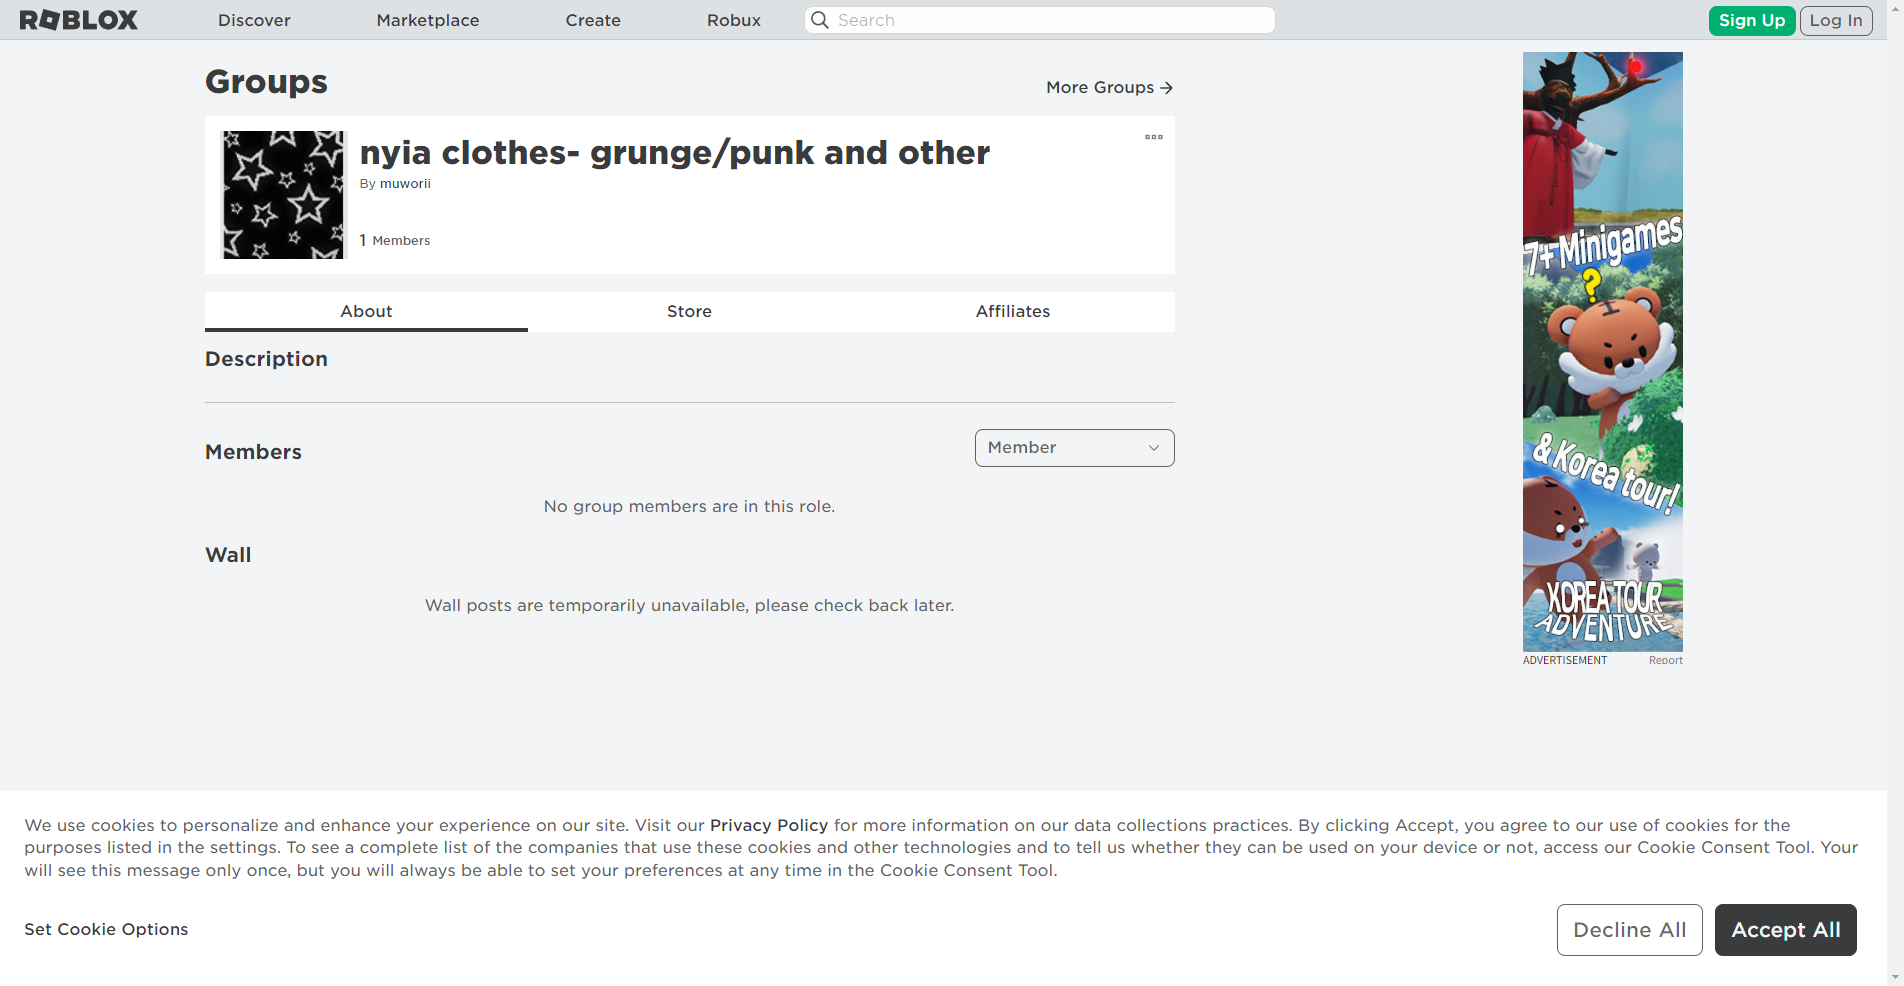 ROBLOX Discover Marketplace Create Robux Search Sign Up Log In
Groups
More Groups
nyia clothes- grunge/punk and other
By muworii
1 Members
About Store Affiliates
Description
Members
Member
No group members are in this role.
Wall
Wall posts are temporarily unavailable, please check back later.
7+ Minigames
?
& Korea tour!
KOREA TOUR
ADVENTURE
ADVERTISEMENT Report
We use cookies to personalize and enhance your experience on our site. Visit our Privacy Policy for more information on our data collections practices. By clicking Accept, you agree to our use of cookies for the
purposes listed in the settings. To see a complete list of the companies that use these cookies and other technologies and to tell us whether they can be used on your device or not, access our Cookie Consent Tool. Your
will see this message only once, but you will always be able to set your preferences at any time in the Cookie Consent Tool.
Set Cookie Options
Decline All
Accept All